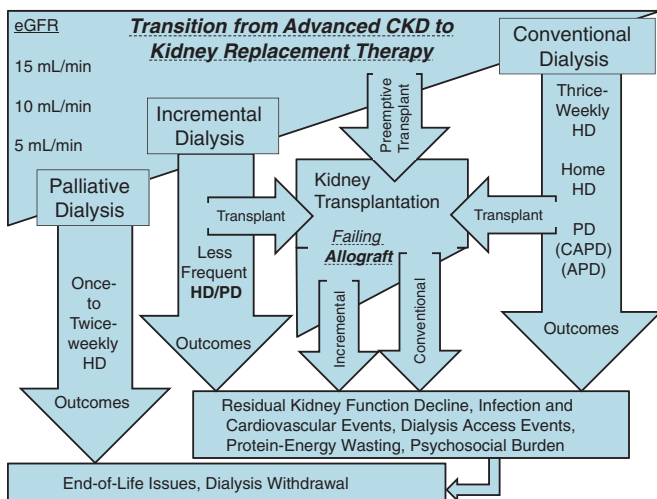 eGFR
15 mL/min
10 mL/min
5 mL/min
Transition from Advanced CKD to
Kidney Replacement Therapy
Conventional
Dialysis
Thrice-
Weekly
HD
Home
HD
PD
(CAPD)
(APD)
Outcomes
Incremental
Dialysis
Less
Frequent
HD/PD
Outcomes
Palliative
Dialysis
Once-
to
Twice-
weekly
HD
Outcomes
Preemptive
Transplant
Kidney
Transplantation
Transplant
Transplant
Failing
Allograft
Incremental
Conventional
Residual Kidney Function Decline, Infection and
Cardiovascular Events, Dialysis Access Events,
Protein-Energy Wasting, Psychosocial Burden
End-of-Life Issues, Dialysis Withdrawal